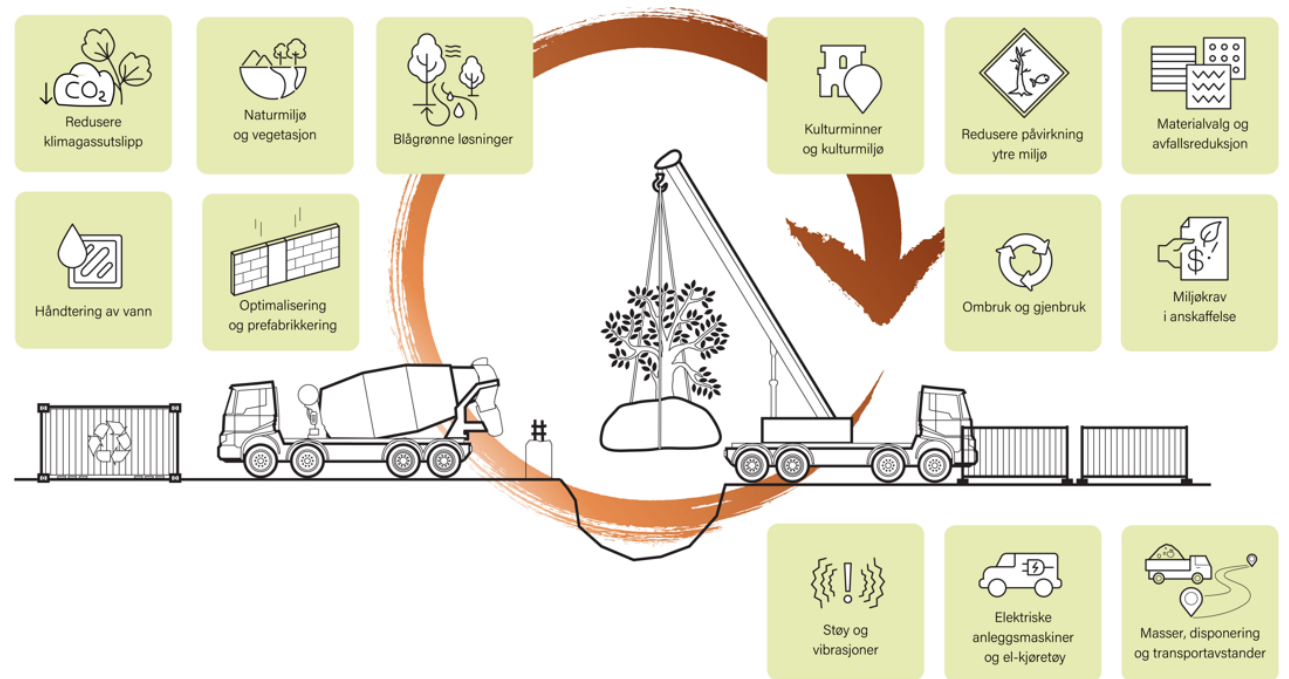 CO₂
Redusere
klimagassutslipp
Naturmiljø
og vegetasjon
Blågrønne løsninger
Kulturminner
og kulturmiljø
Redusere påvirkning
ytre miljø
Materialvalg og
avfallsreduksjon
Håndtering av vann
Optimalisering
og prefabrikkering
Ombruk og gjenbruk
$
Miljøkrav
i anskaffelse
!
Støy og
vibrasjoner
Elektriske
anleggsmaskiner
og el-kjøretøy
Masser, disponering
og transportavstander